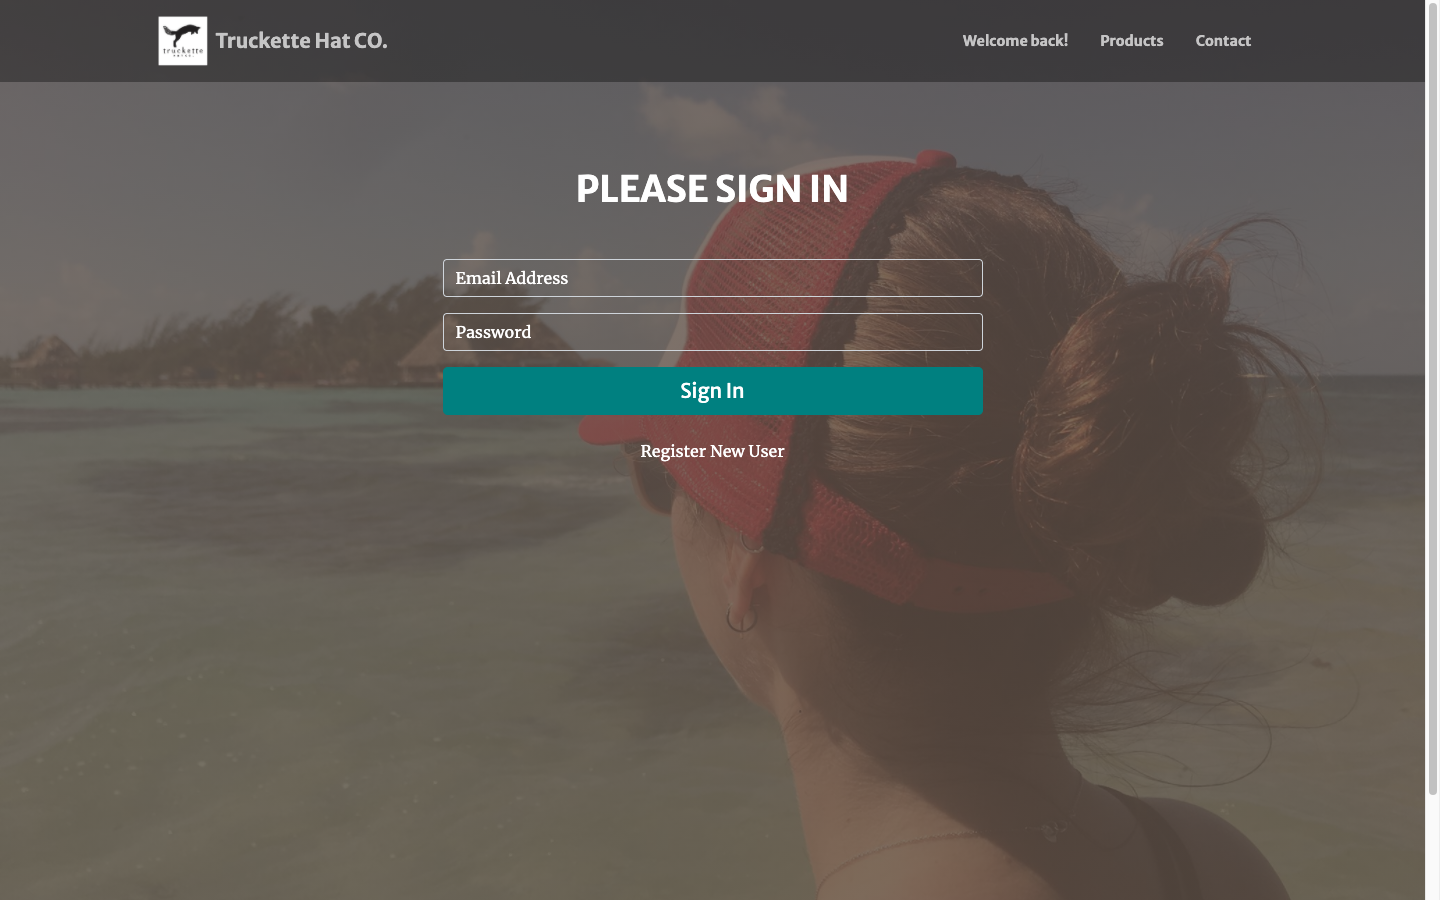 truckette
Truckette Hat CO.
Welcome back!
Products
Contact
PLEASE SIGN IN
Email Address
Password
Sign In
Register New User